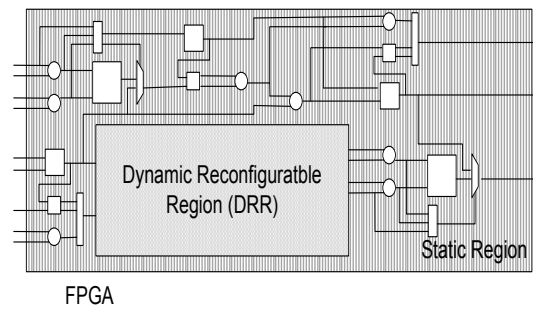 Dynamic Reconfiguratble
Region (DRR)
Static Region
FPGA